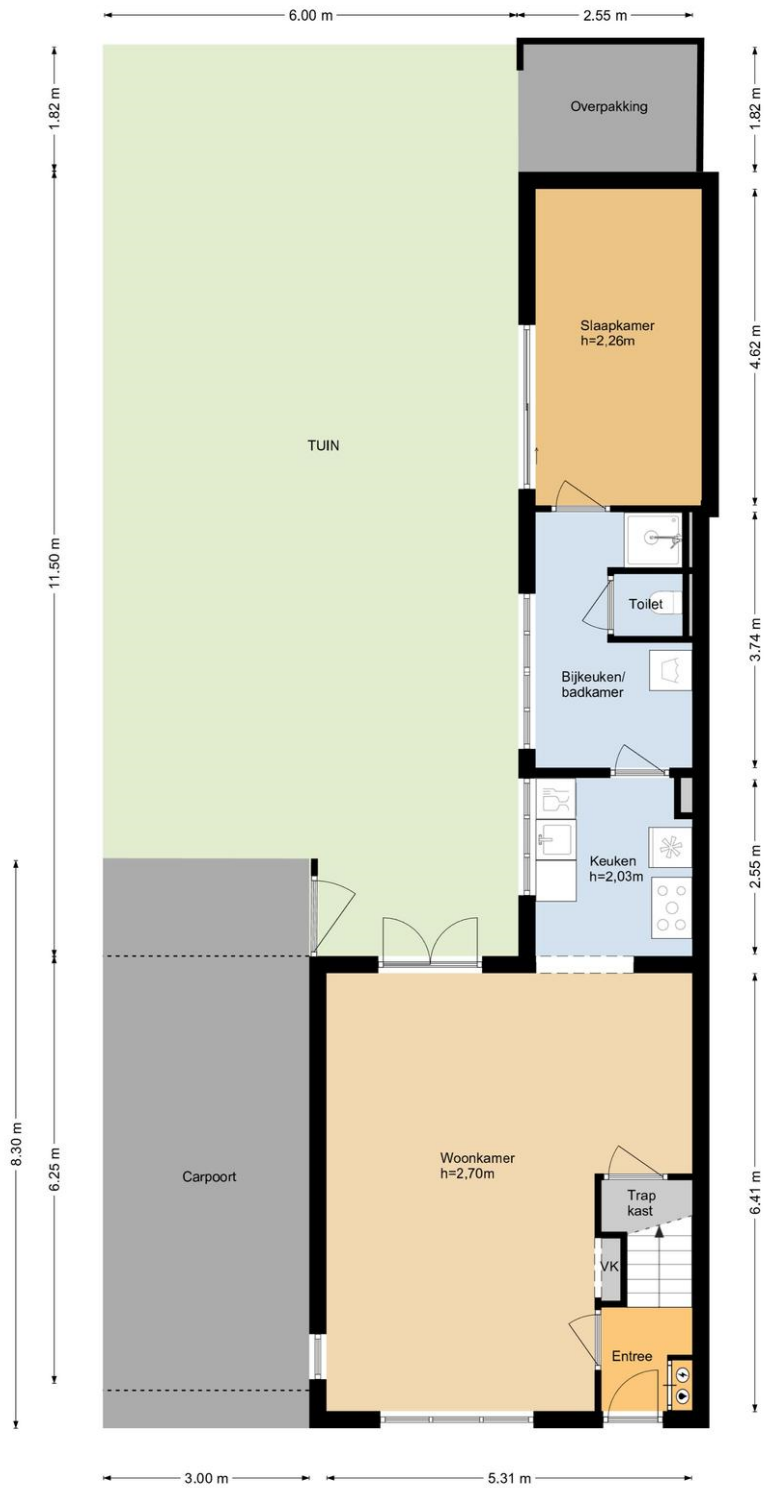 6.00 m
2.55 m
1.82 m
1.82 m
Overpakking
Slaapkamer
h=2,26m
4.62 m
TUIN
11.50 m
Toilet
3.74 m
Bijkeuken/
badkamer
Keuken
h=2,03m
2.55 m
8.30 m
6.25 m
Carpoort
Woonkamer
h=2,70m
Trap
kast
6.41 m
VK
Entree
3.00 m
5.31 m